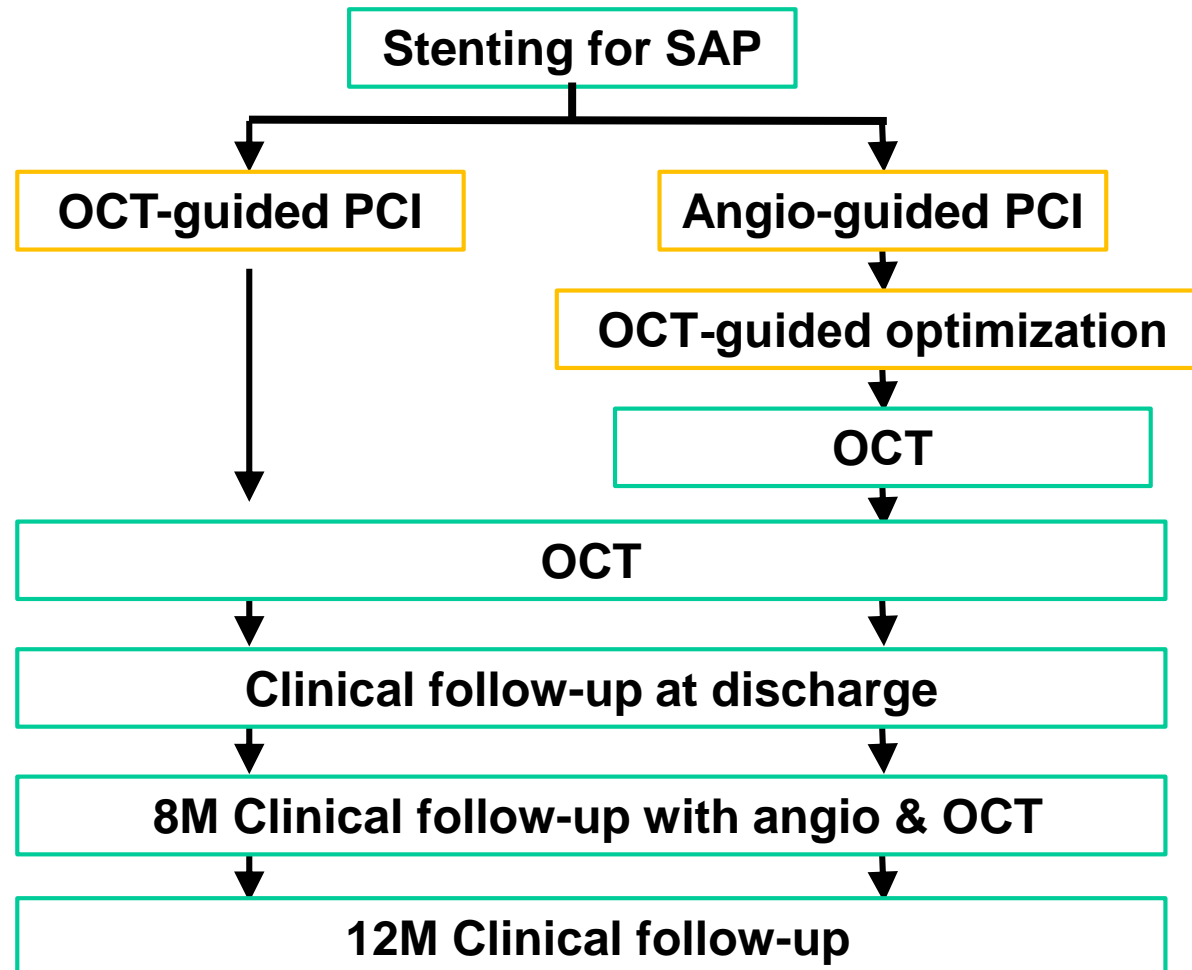 Stenting for SAP
OCT-guided PCI
Angio-guided PCI
OCT-guided optimization
OCT
OCT
Clinical follow-up at discharge
8M Clinical follow-up with angio & OCT
12M Clinical follow-up